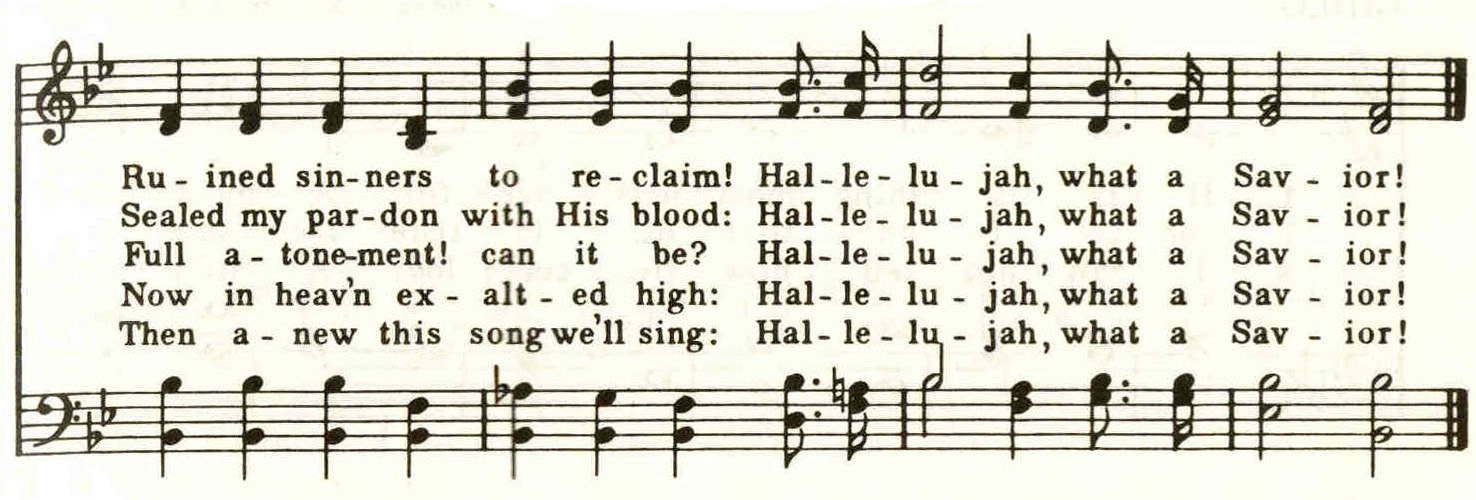 Ru - ined sin - ners to re - claim! Hal - le - lu - jah, what a Sav - ior!
Sealed my par - don with His blood: Hal - le - lu - jah, what a Sav - ior!
Full a - tone-ment! can it be? Hal - le - lu - jah, what a Sav - ior!
Now in heav'n ex - alt - ed high: Hal - le - lu - jah, what a Sav - ior!
Then a - new this song we'll sing: Hal - le - lu - jah, what a Sav - ior!